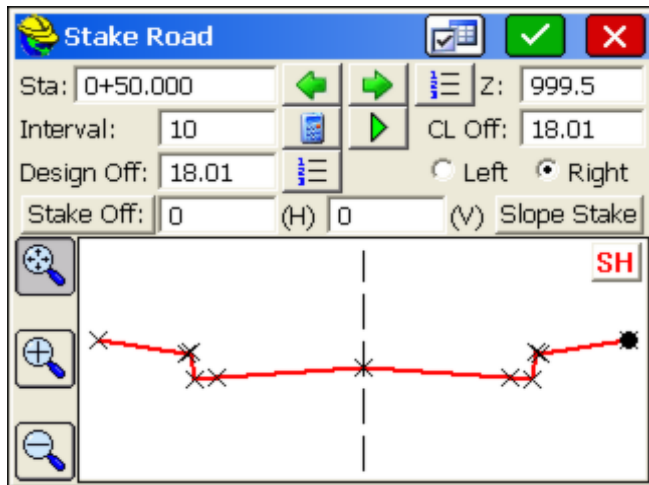 Stake Road
Sta: 0+50.000 Z: 999.5
Interval: 10 CL Off: 18.01
Design Off: 18.01 Left Right
Stake Off: 0 (H) 0 (V) Slope Stake
SH